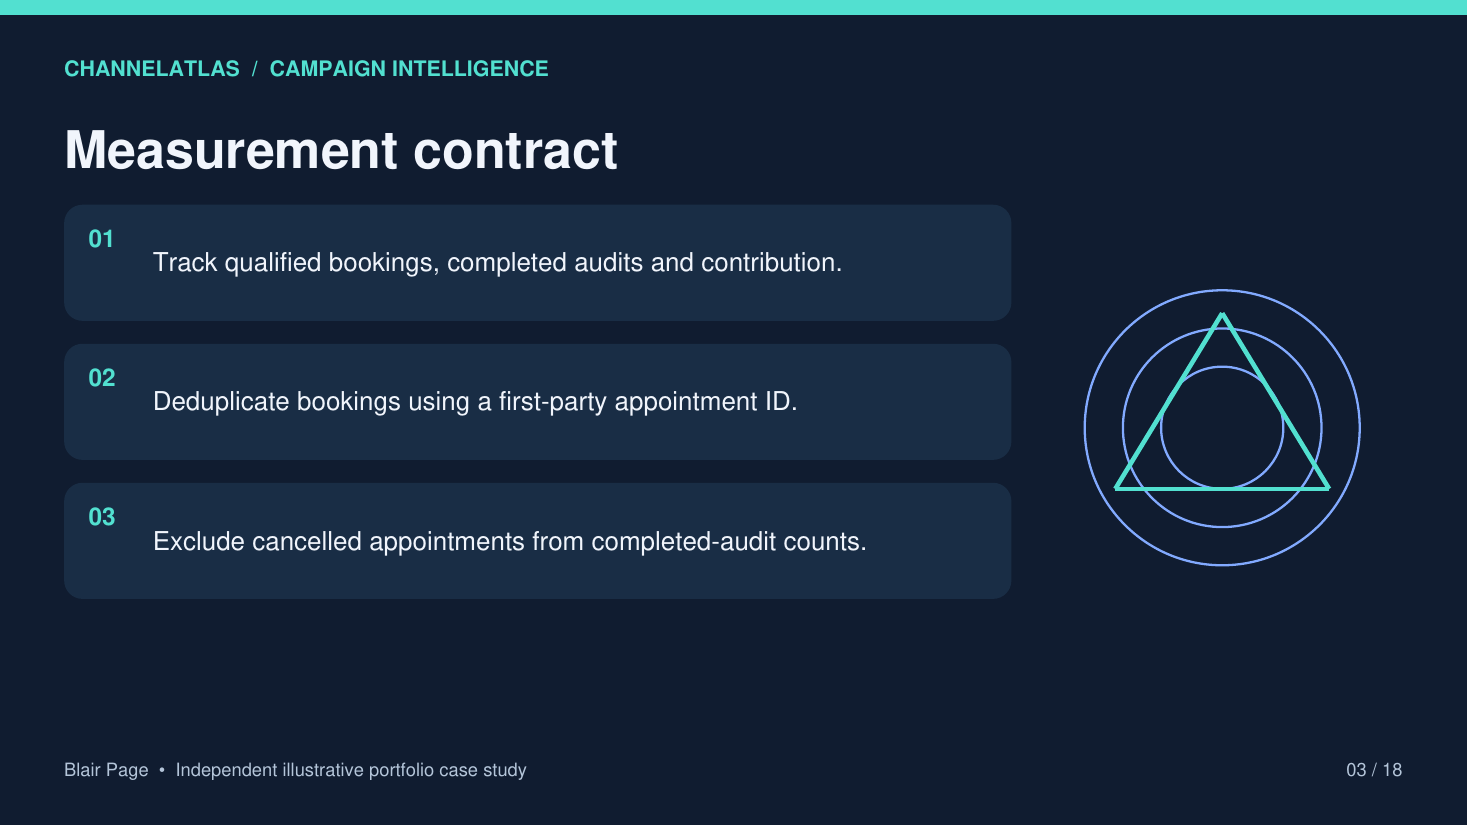 CHANNELATLAS / CAMPAIGN INTELLIGENCE
Measurement contract
01
Track qualified bookings, completed audits and contribution.
02
Deduplicate bookings using a first-party appointment ID.
03
Exclude cancelled appointments from completed-audit counts.
Blair Page • Independent illustrative portfolio case study
03 / 18